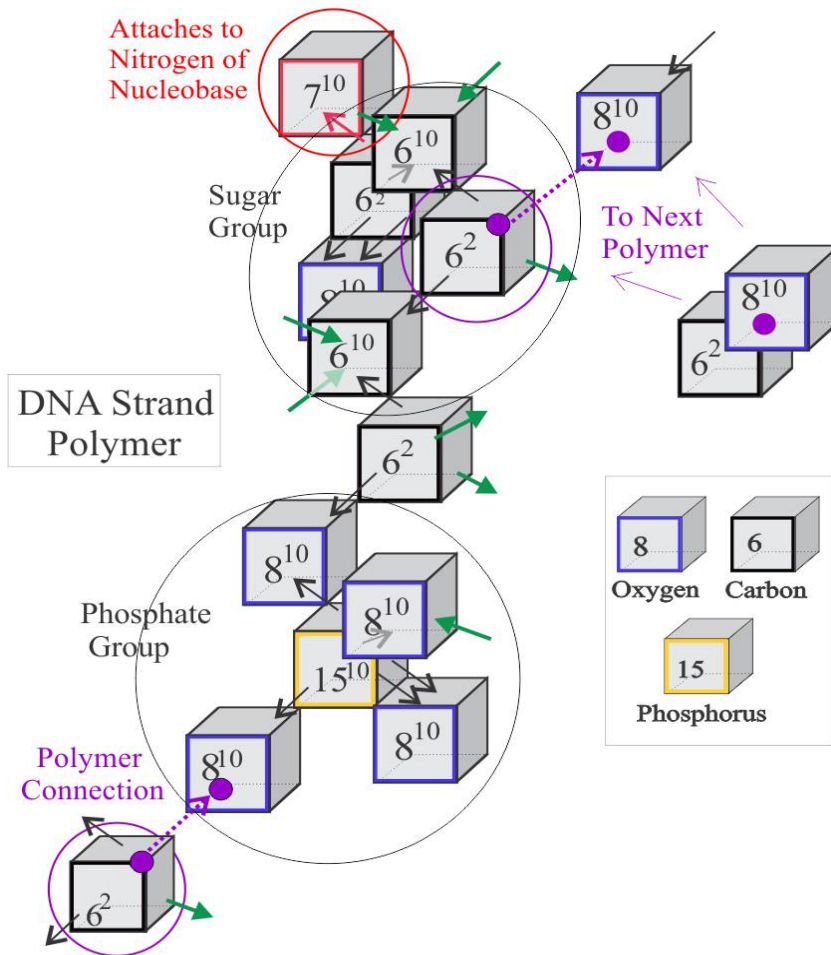 Attaches to
Nitrogen of
Nucleobase
7¹⁰
6¹⁰
8¹⁰
6²
Sugar
Group
6²
To Next
Polymer
8¹⁰
8¹⁰
6¹⁰
6²
DNA Strand
Polymer
6²
8¹⁰
8¹⁰
Phosphate
Group
15¹⁰
8¹⁰
8¹⁰
Polymer
Connection
6²
8
6
Oxygen
Carbon
15
Phosphorus